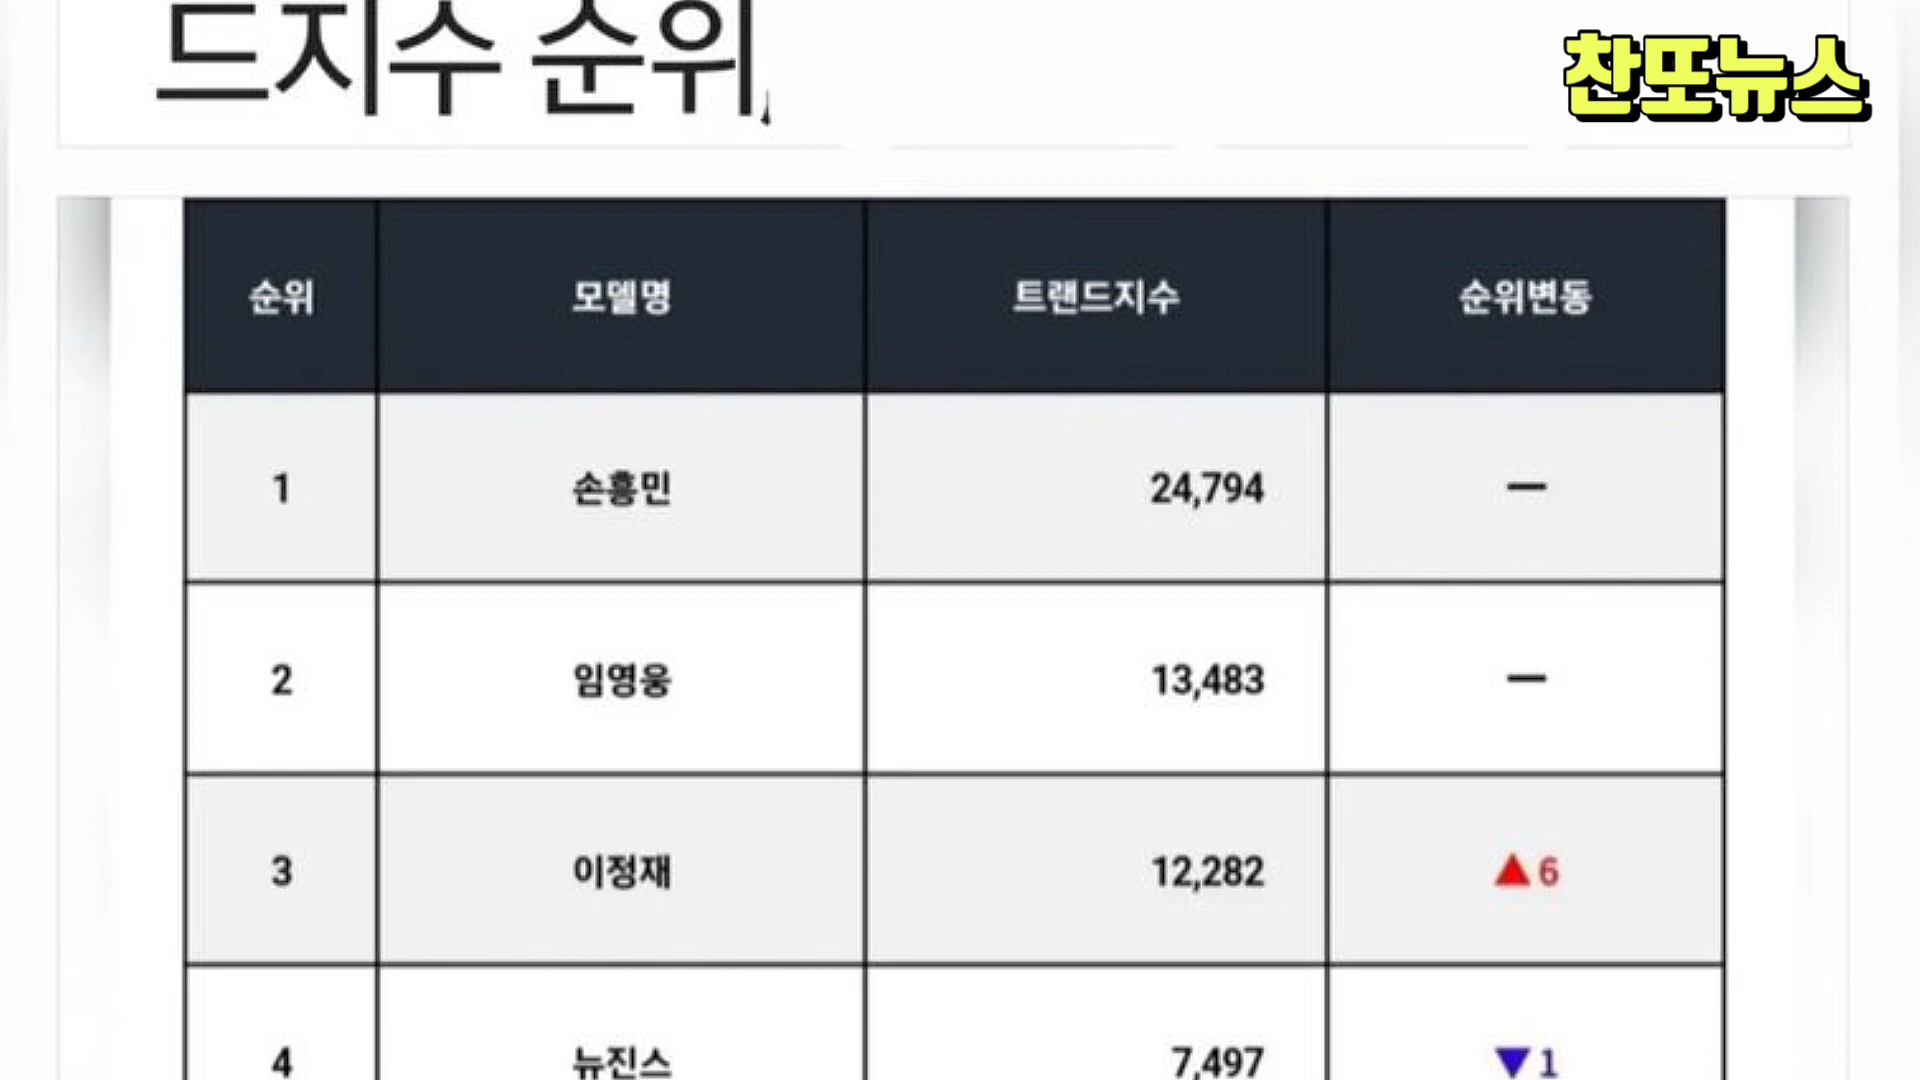 드지수 순위,
찬또뉴스
순위 모델명 트랜드지수 순위변동
1 손흥민 24,794 —
2 임영웅 13,483 —
3 이정재 12,282 ▲6
4 뉴진스 7,497 ▼1